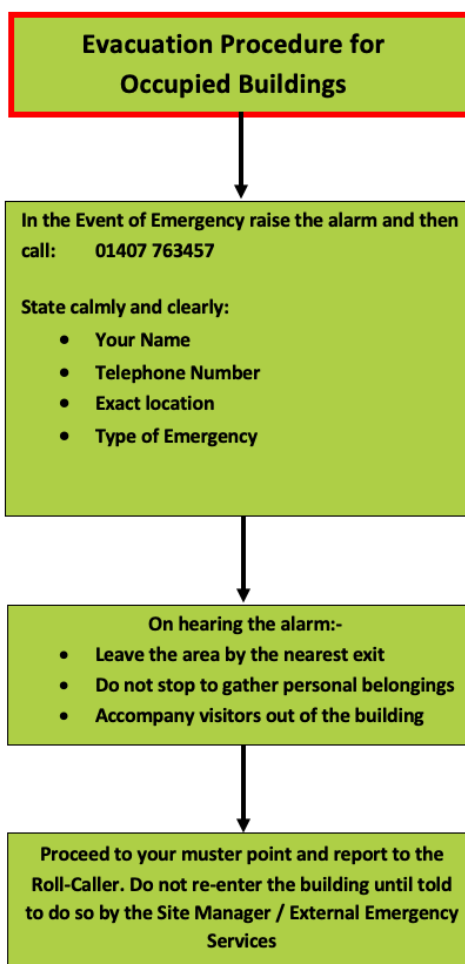 Evacuation Procedure for
Occupied Buildings
In the Event of Emergency raise the alarm and then
call: 01407 763457
State calmly and clearly:
• Your Name
• Telephone Number
• Exact location
• Type of Emergency
On hearing the alarm:-
• Leave the area by the nearest exit
• Do not stop to gather personal belongings
• Accompany visitors out of the building
Proceed to your muster point and report to the
Roll-Caller. Do not re-enter the building until told
to do so by the Site Manager / External Emergency
Services